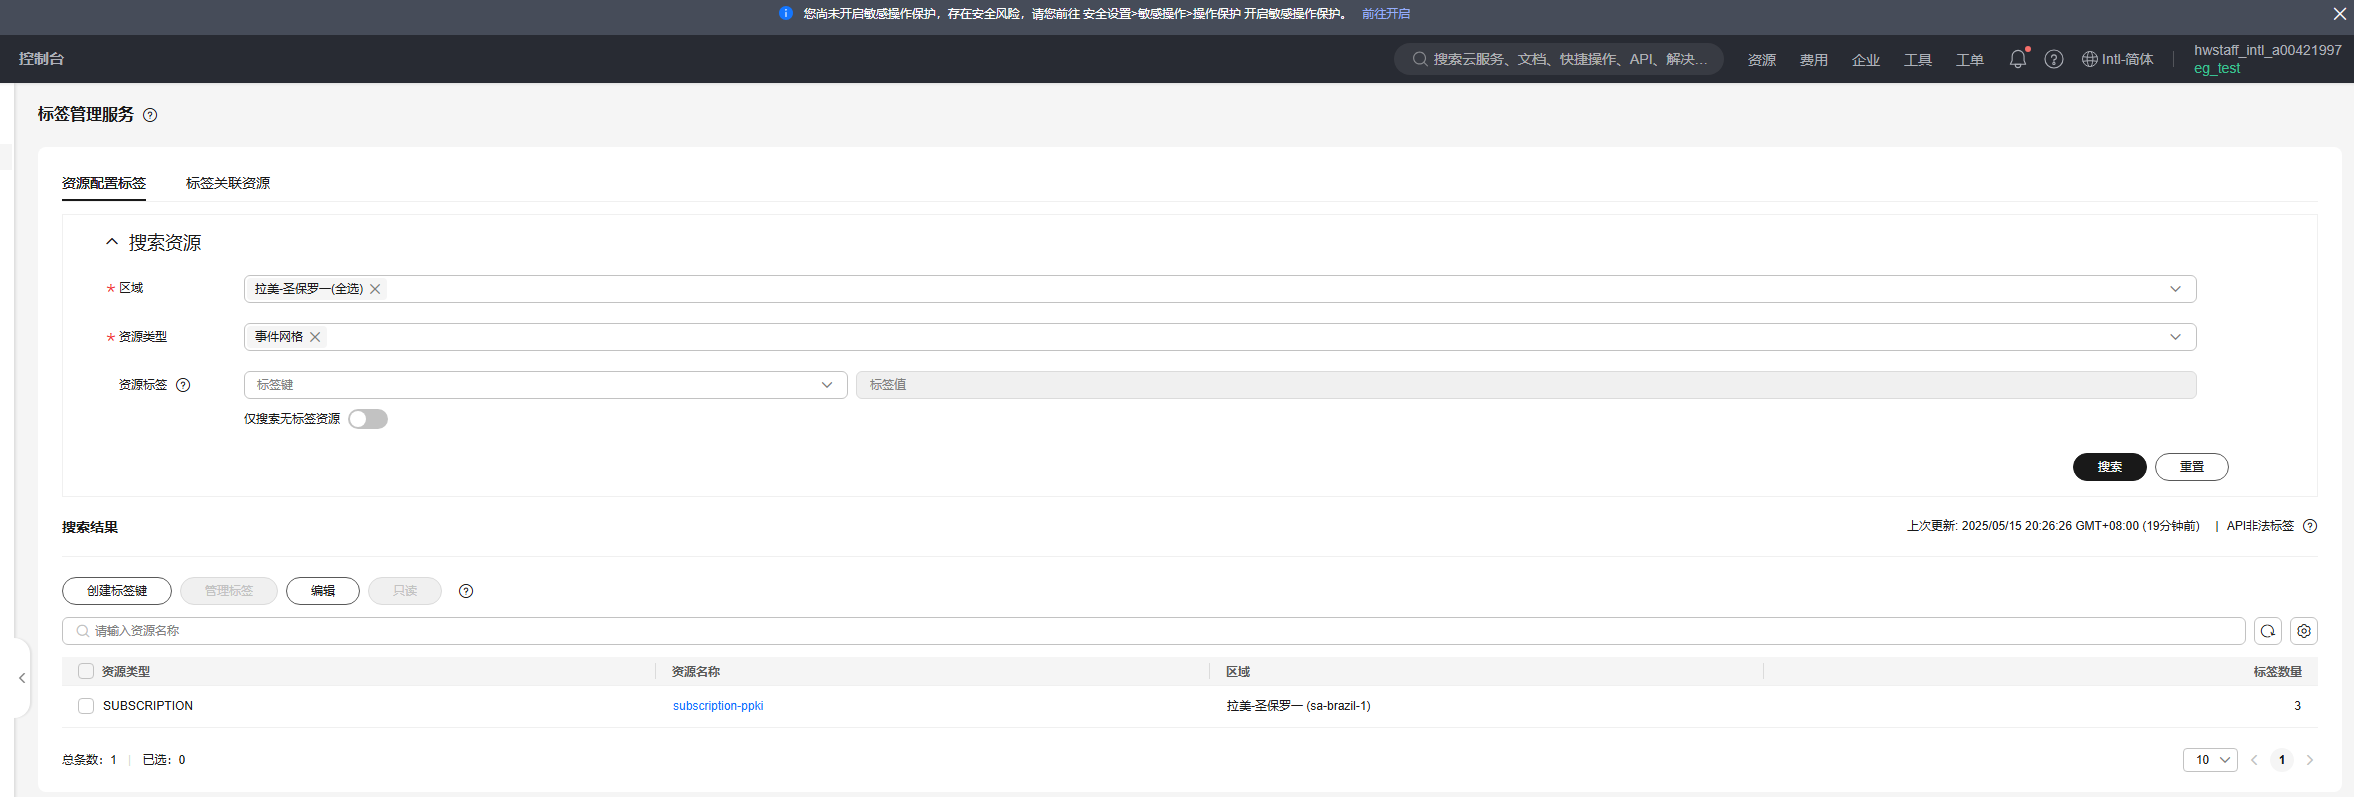 您尚未开启敏感操作保护，存在安全风险，请您前往 安全设置>敏感操作>操作保护 开启敏感操作保护。 前往开启
控制台
搜索云服务、文档、快捷操作、API、解决...
资源
费用
企业
工具
工单
Intl-简体
hwstaff_intl_a00421997
eg_test
标签管理服务
资源配置标签
标签关联资源
搜索资源
* 区域
拉美-圣保罗一(全选)
* 资源类型
事件网格
资源标签
标签键
标签值
仅搜索无标签资源
搜索
重置
搜索结果
上次更新: 2025/05/15 20:26:26 GMT+08:00 (19分钟前) | API非法标签
创建标签键
管理标签
编辑
只读
请输入资源名称
资源类型
资源名称
区域
标签数量
SUBSCRIPTION
subscription-ppki
拉美-圣保罗一 (sa-brazil-1)
3
总条数：1 | 已选：0
10
1